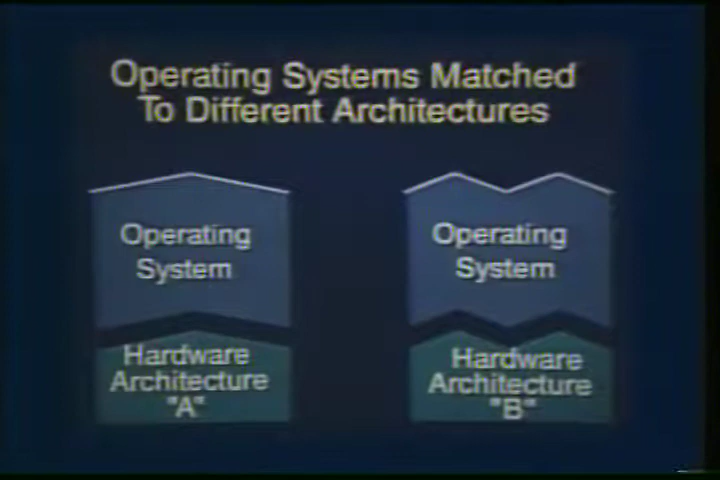 Operating Systems Matched
To Different Architectures
Operating
System
Operating
System
Hardware
Architecture
"A"
Hardware
Architecture
"B"